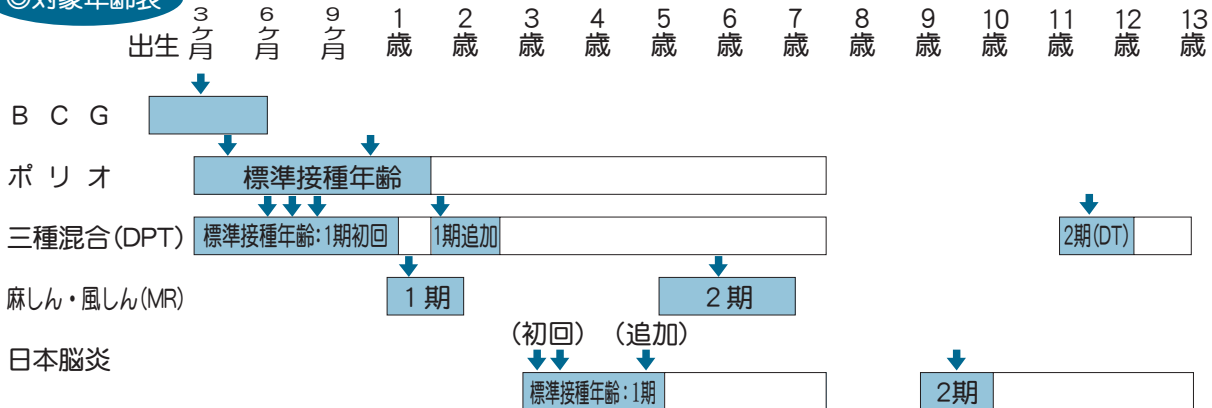 ◎対象年齢表
出生 3ヶ月 6ヶ月 9ヶ月 1歳 2歳 3歳 4歳 5歳 6歳 7歳 8歳 9歳 10歳 11歳 12歳 13歳
BCG
ポリオ 標準接種年齢
三種混合(DPT) 標準接種年齢:1期初回 1期追加 2期(DT)
麻しん・風しん(MR) 1期 2期
(初回) (追加)
日本脳炎 標準接種年齢:1期 2期